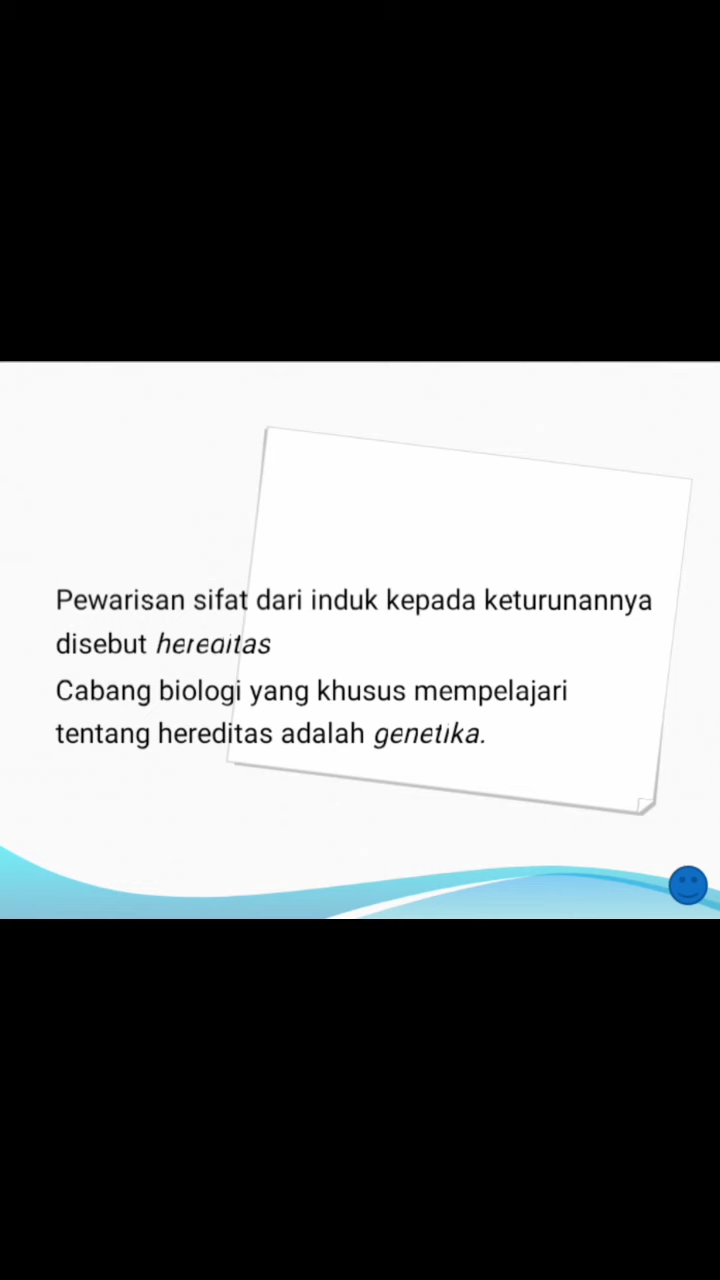 Pewarisan sifat dari induk kepada keturunannya
disebut hereditas
Cabang biologi yang khusus mempelajari
tentang hereditas adalah genetika.